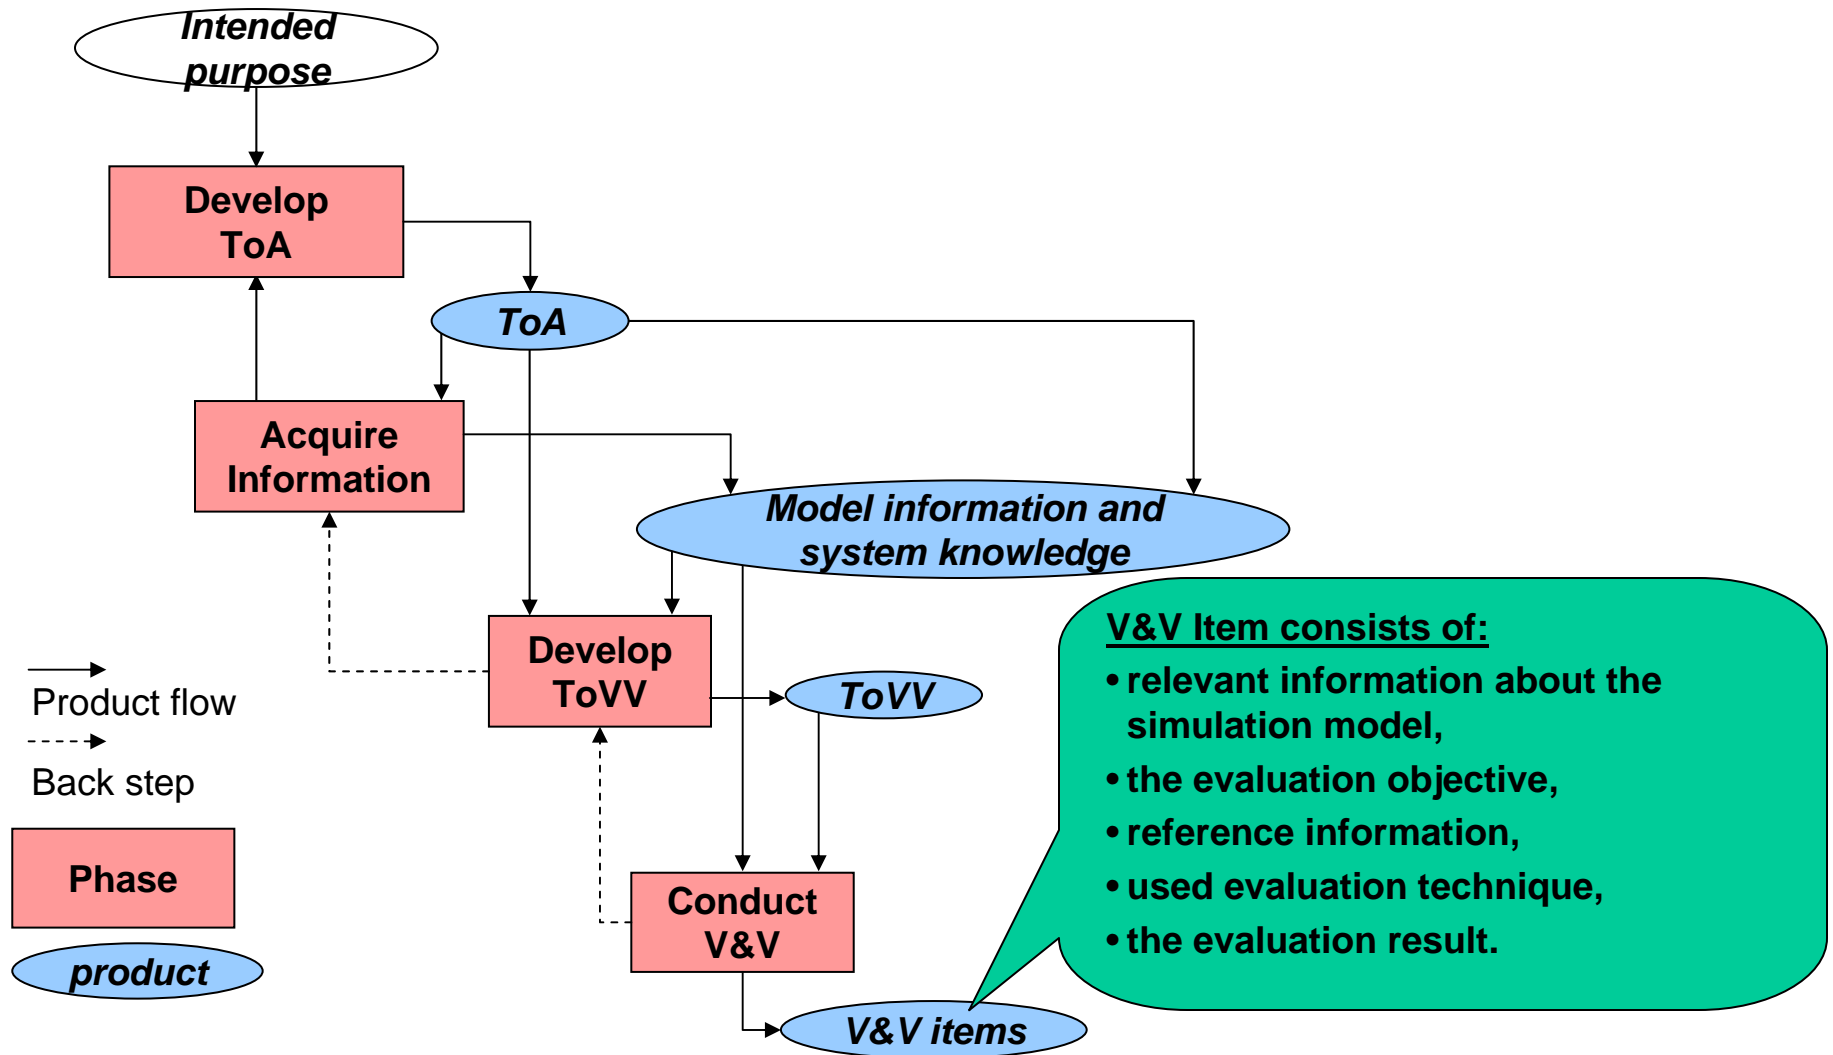 Intended
purpose
Develop
ToA
ToA
Acquire
Information
Model information and
system knowledge
Develop
ToVV
ToVV
Conduct
V&V
V&V items
V&V Item consists of:
• relevant information about the
simulation model,
• the evaluation objective,
• reference information,
• used evaluation technique,
• the evaluation result.
Product flow
Back step
Phase
product